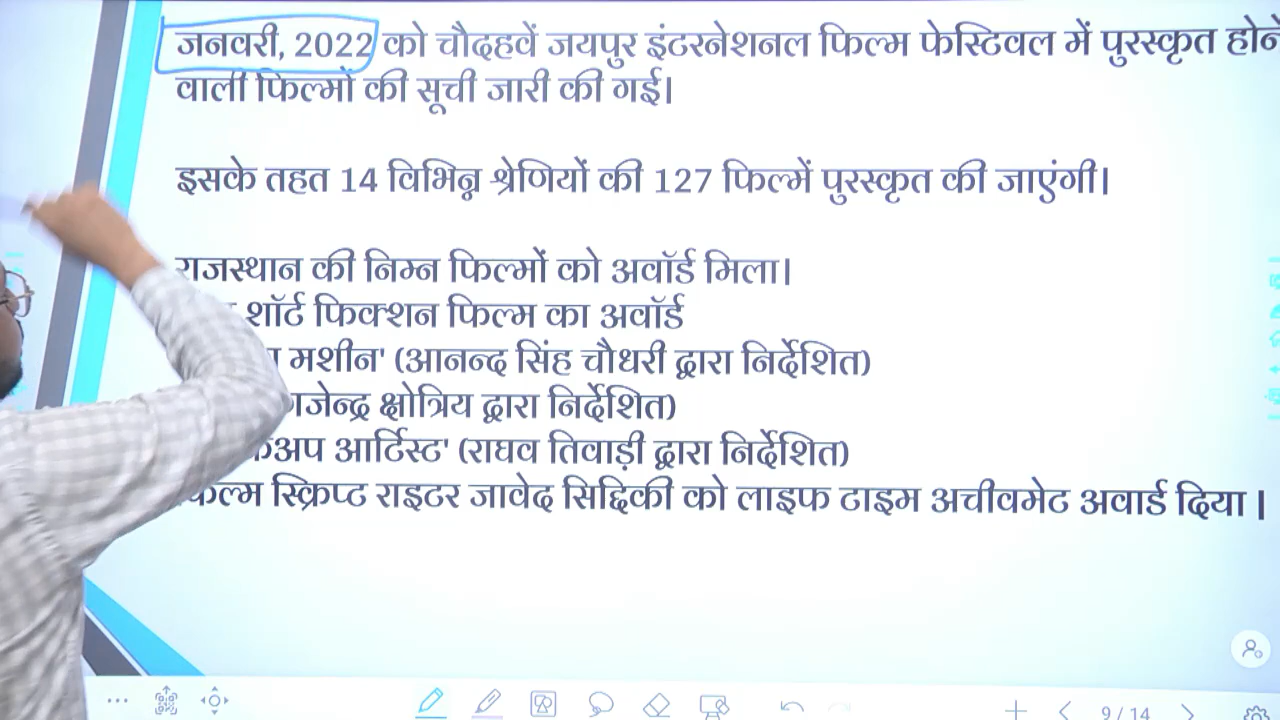 जनवरी, 2022 को चौदहवें जयपुर इंटरनेशनल फिल्म फेस्टिवल में पुरस्कृत होने
वाली फिल्मों की सूची जारी की गई।
इसके तहत 14 विभिन्न श्रेणियों की 127 फिल्में पुरस्कृत की जाएंगी।
राजस्थान की निम्न फिल्मों को अवॉर्ड मिला।
शॉर्ट फिक्शन फिल्म का अवॉर्ड
मशीन' (आनन्द सिंह चौधरी द्वारा निर्देशित)
गजेन्द्र क्षोत्रिय द्वारा निर्देशित)
आर्टिस्ट' (राघव तिवाड़ी द्वारा निर्देशित)
फिल्म स्क्रिप्ट राइटर जावेद सिद्दिकी को लाइफ टाइम अचीवमेट अवार्ड दिया |
9 / 14